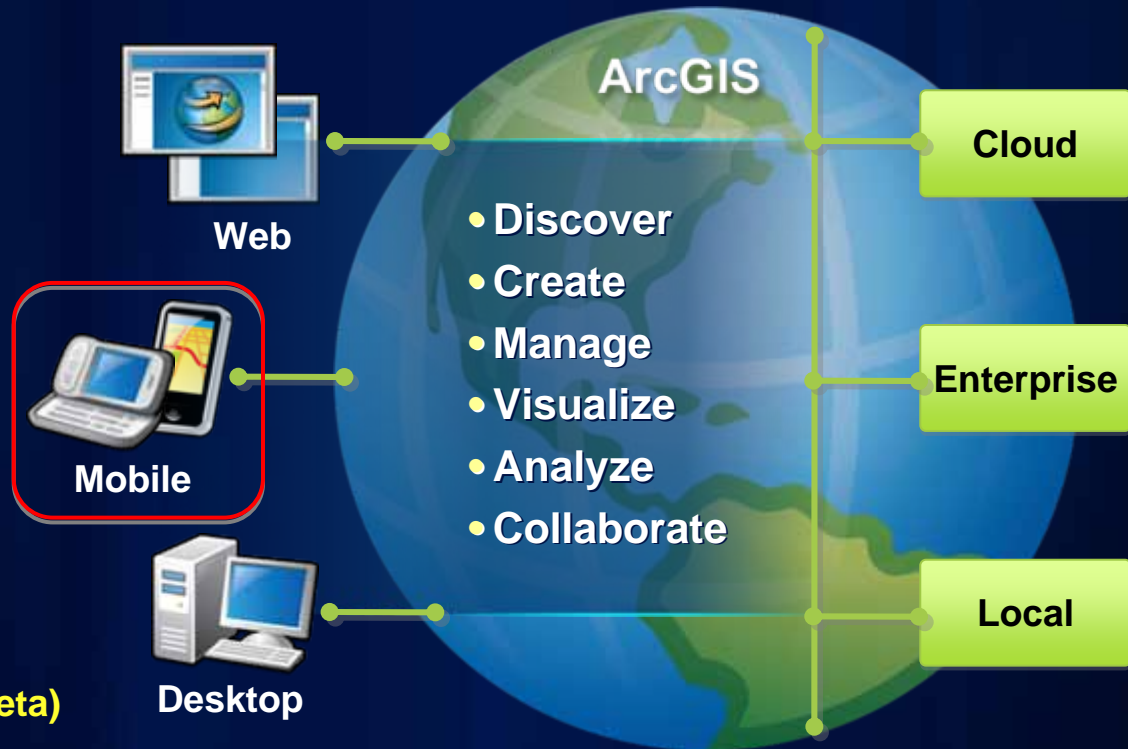 ArcGIS
Web
Mobile
Desktop
• Discover
• Create
• Manage
• Visualize
• Analyze
• Collaborate
Cloud
Enterprise
Local
eta)